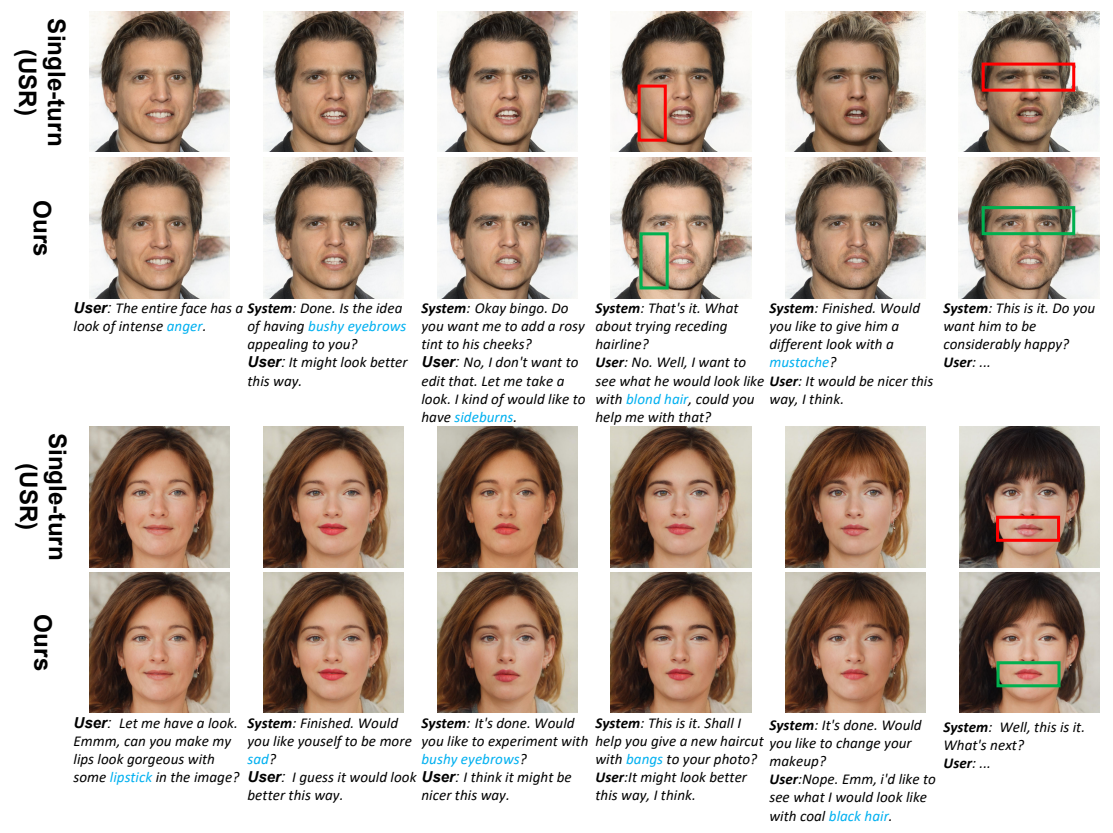 Single-turn
(USR)
Ours
User: The entire face has a
look of intense anger.
System: Done. Is the idea
of having bushy eyebrows
appealing to you?
User: It might look better
this way.
System: Okay bingo. Do
you want me to add a rosy
tint to his cheeks?
User: No, I don't want to
edit that. Let me take a
look. I kind of would like to
have sideburns.
System: That's it. What
about trying receding
hairline?
User: No. Well, I want to
see what he would look like
with blond hair, could you
help me with that?
System: Finished. Would
you like to give him a
different look with a
mustache?
User: It would be nicer this
way, I think.
System: This is it. Do you
want him to be
considerably happy?
User: ...
Single-turn
(USR)
Ours
User: Let me have a look.
Emmm, can you make my
lips look gorgeous with
some lipstick in the image?
System: Finished. Would
you like youself to be more
sad?
User: I guess it would look
better this way.
System: It's done. Would
you like to experiment with
bushy eyebrows?
User: I think it might be
nicer this way.
System: This is it. Shall I
help you give a new haircut
with bangs to your photo?
User:It might look better
this way, I think.
System: It's done. Would
you like to change your
makeup?
User:Nope. Emm, i'd like to
see what I would look like
with coal black hair.
System: Well, this is it.
What's next?
User: ...